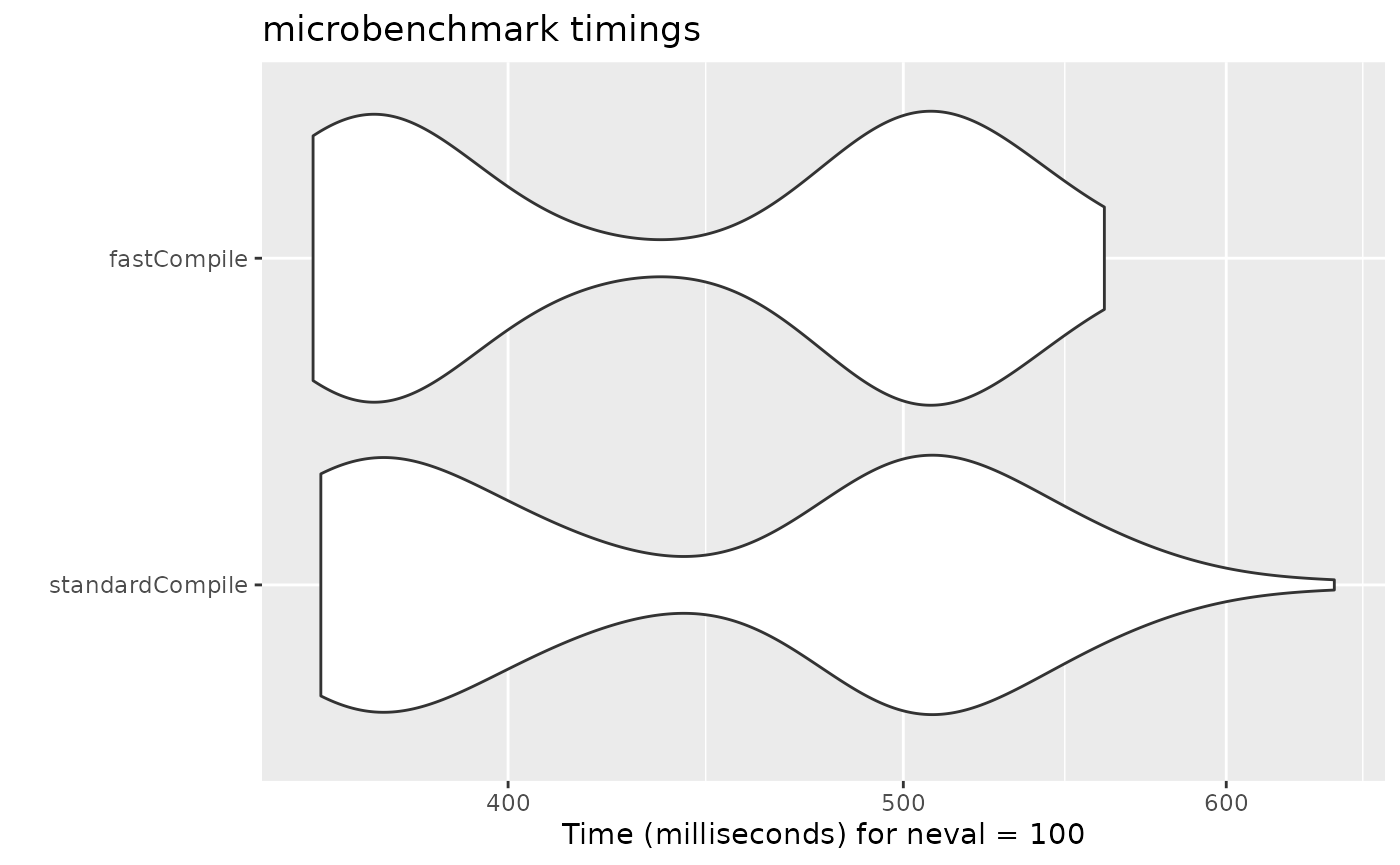 microbenchmark timings
fastCompile
standardCompile
400 500 600
Time (milliseconds) for neval = 100